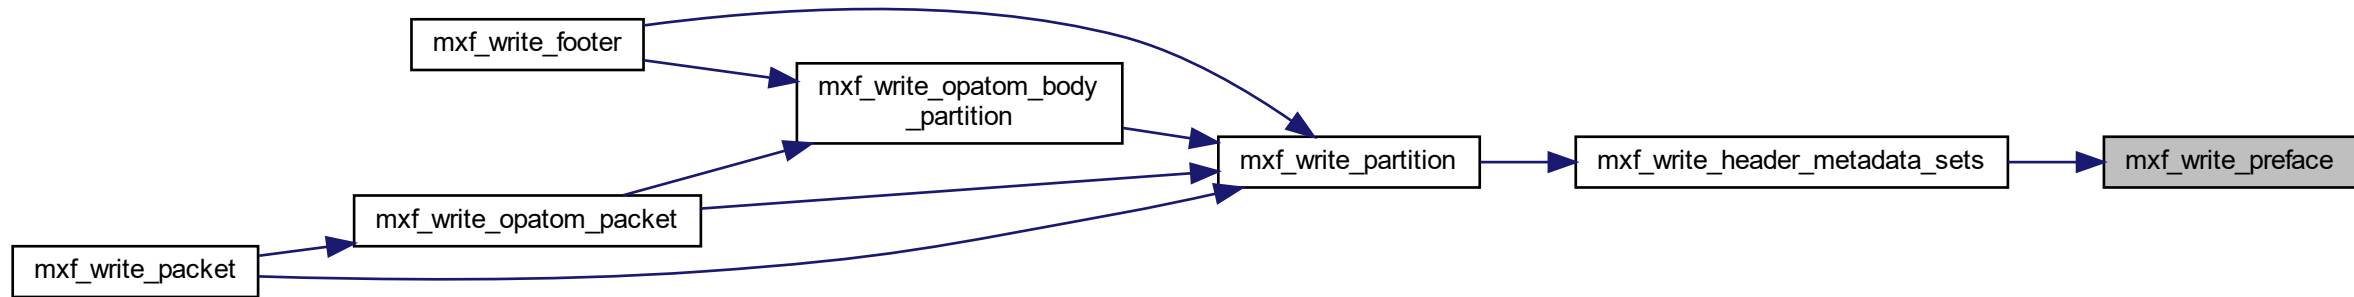 mxf_write_footer
mxf_write_opatom_body
_partition
mxf_write_partition
mxf_write_header_metadata_sets
mxf_write_preface
mxf_write_opatom_packet
mxf_write_packet